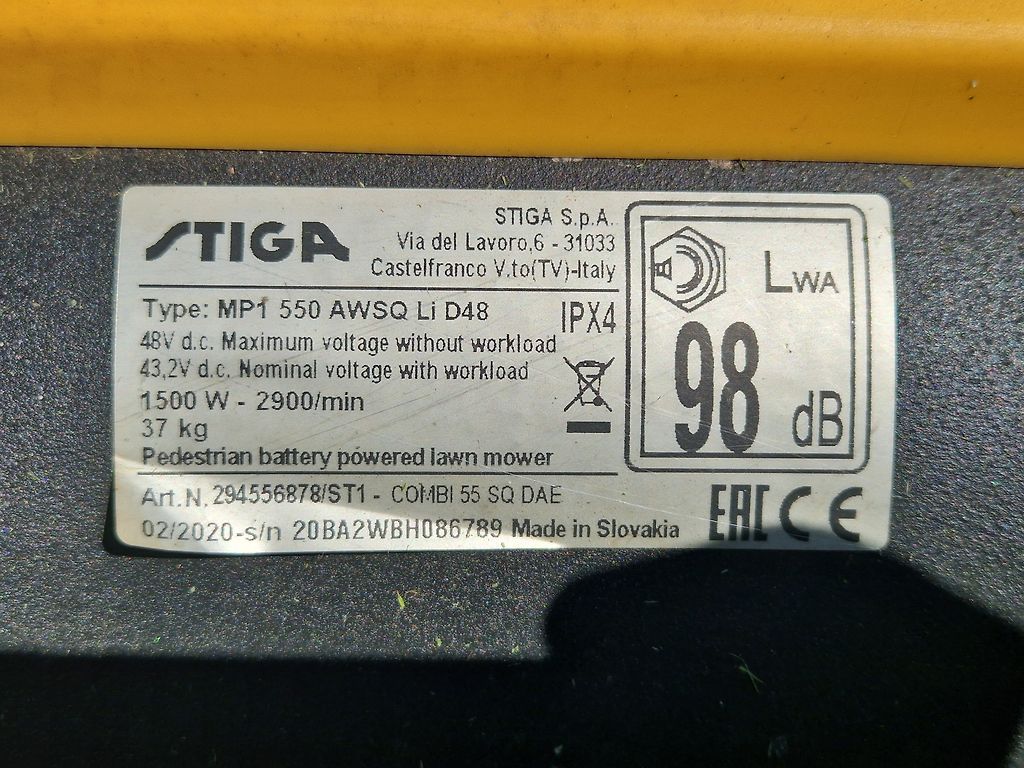 STIGA
STIGA S.p.A.
Via del Lavoro,6 - 31033
Castelfranco V.to(TV)-Italy
Type: MP1 550 AWSQ Li D48
IPX4
48V d.c. Maximum voltage without workload
43,2V d.c. Nominal voltage with workload
1500 W - 2900/min
37 kg
Pedestrian battery powered lawn mower
LWA
98
dB
Art.N. 294556878/ST1 - COMBI 55 SQ DAE
02/2020-s/n 20BA2WBH086789 Made in Slovakia
EAC CE